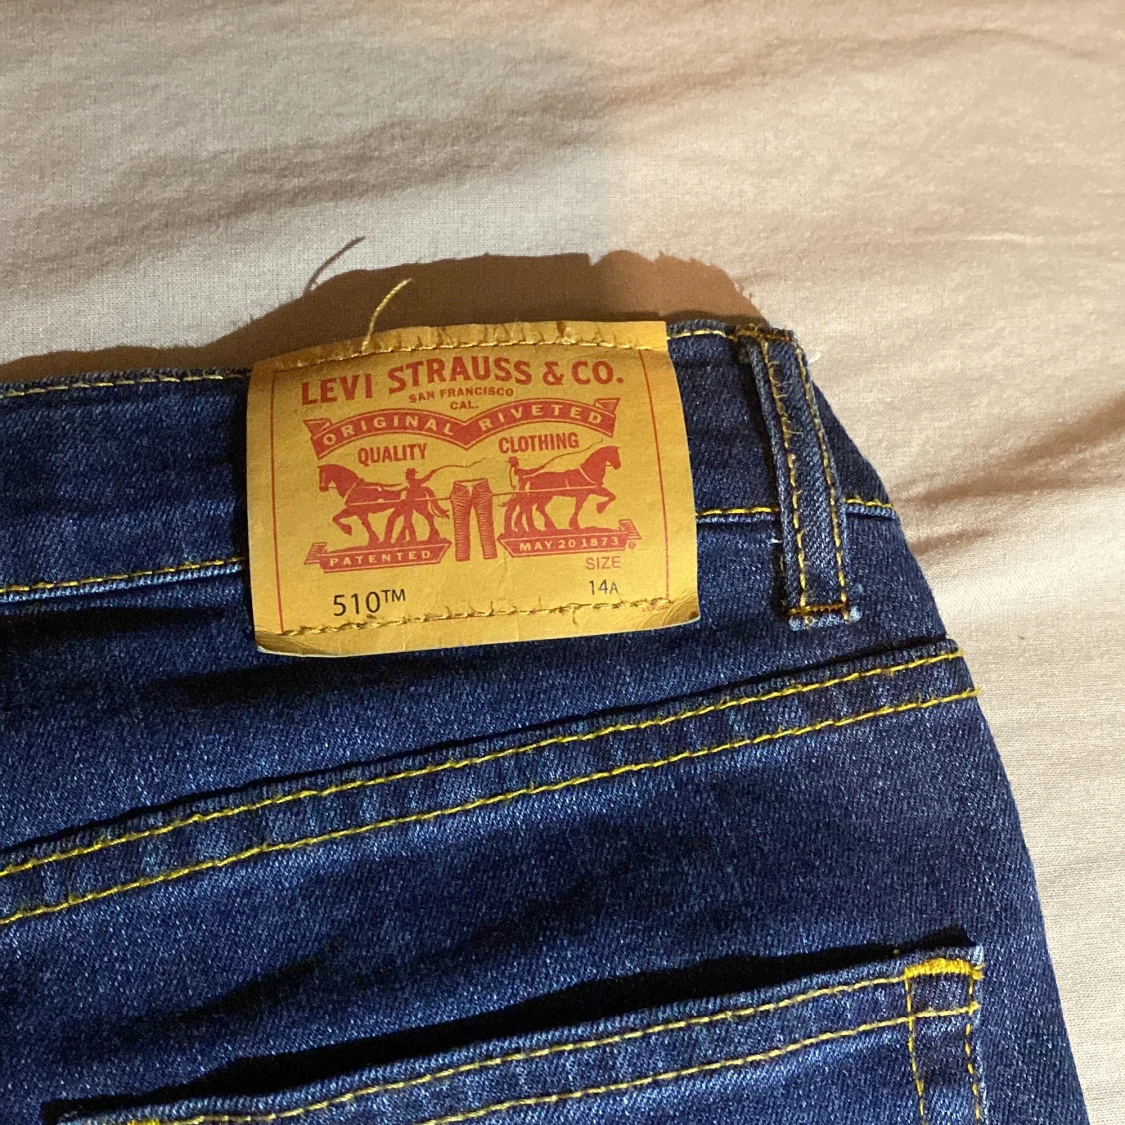 LEVI STRAUSS & CO.
SAN FRANCISCO
CAL.
ORIGINAL RIVETED
QUALITY CLOTHING
PATENTED MAY 20 1873 ®
SIZE
510™ 14A